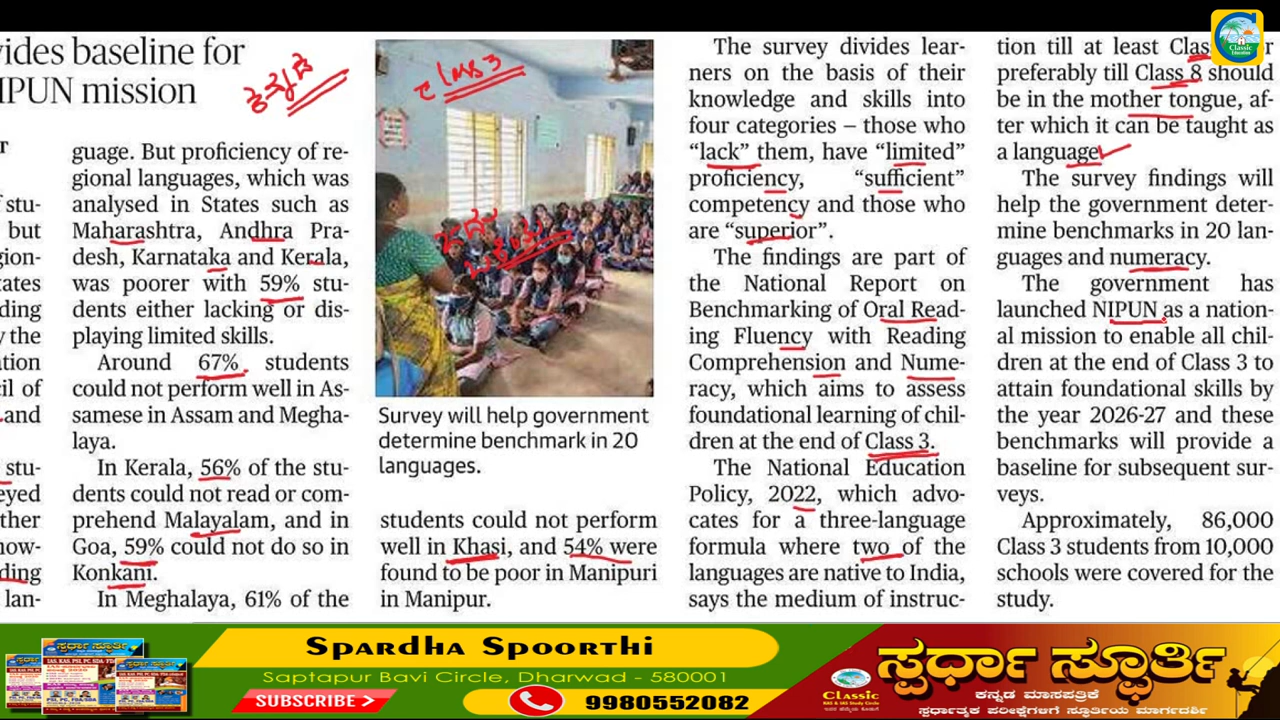 vides baseline for
IPUN mission
guage. But proficiency of re-
gional languages, which was
analysed in States such as
Maharashtra, Andhra Pra-
desh, Karnataka and Kerala,
was poorer with 59% stu-
dents either lacking or dis-
playing limited skills.
Around 67% students
could not perform well in As-
samese in Assam and Megha-
laya.
In Kerala, 56% of the stu-
dents could not read or com-
prehend Malayalam, and in
Goa, 59% could not do so in
Konkani.
In Meghalaya, 61% of the
class 3
Survey will help government
determine benchmark in 20
languages.
students could not perform
well in Khasi, and 54% were
found to be poor in Manipuri
in Manipur.
The survey divides lear-
ners on the basis of their
knowledge and skills into
four categories – those who
“lack” them, have “limited”
proficiency, “sufficient”
competency and those who
are “superior”.
The findings are part of
the National Report on
Benchmarking of Oral Read-
ing Fluency with Reading
Comprehension and Nume-
racy, which aims to assess
foundational learning of chil-
dren at the end of Class 3.
The National Education
Policy, 2022, which advo-
cates for a three-language
formula where two of the
languages are native to India,
says the medium of instruc-
tion till at least Class
preferably till Class 8 should
be in the mother tongue, af-
ter which it can be taught as
a language.
The survey findings will
help the government deter-
mine benchmarks in 20 lan-
guages and numeracy.
The government has
launched NIPUN as a nation-
al mission to enable all chil-
dren at the end of Class 3 to
attain foundational skills by
the year 2026-27 and these
benchmarks will provide a
baseline for subsequent sur-
veys.
Approximately, 86,000
Class 3 students from 10,000
schools were covered for the
study.
Classic
Education
Spardha Spoorthi
Saptapur Bavi Circle, Dharwad - 580001
SUBSCRIBE
9980552082
ಸ್ಪರ್ಧಾ ಸ್ಫೂರ್ತಿ
Classic
KAS & IAS Study Circle
ಕನ್ನಡ ಮಾಸಪತ್ರಿಕೆ
ಸ್ಪರ್ಧಾತ್ಮಕ ಪರೀಕ್ಷೆಗಳಿಗೆ ಸ್ಫೂರ್ತಿಯ ಮಾರ್ಗದರ್ಶಿ